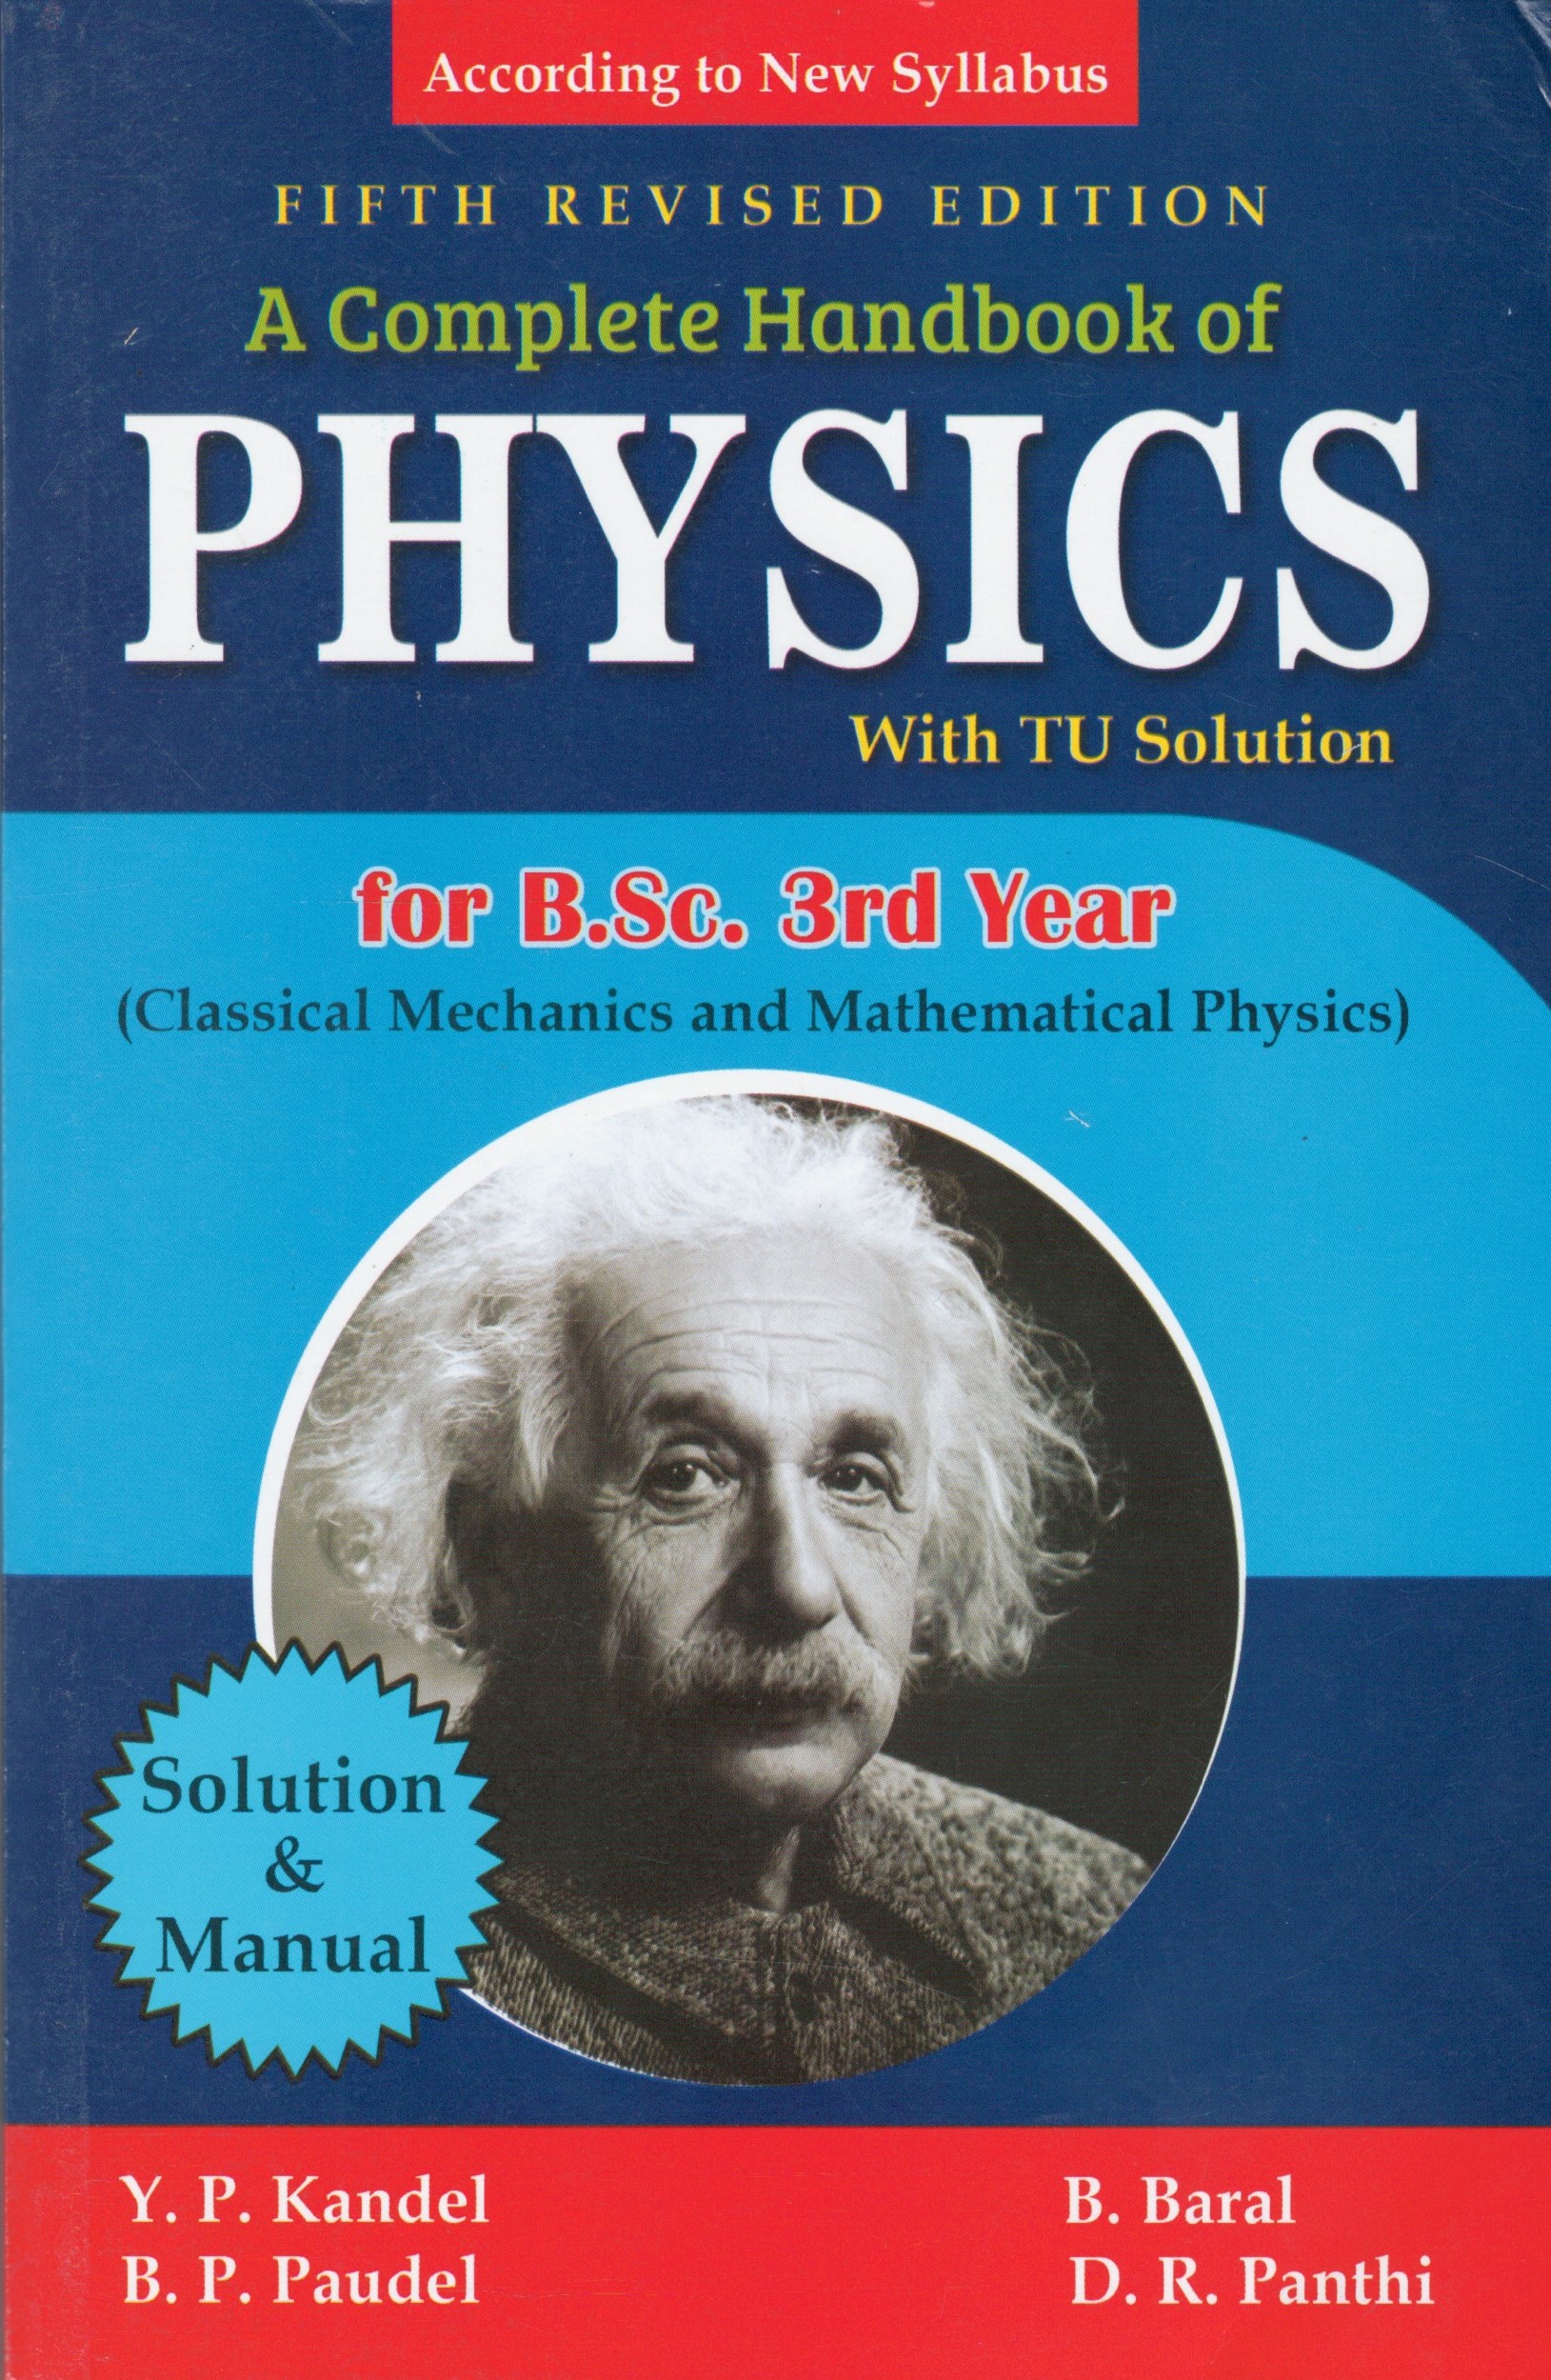 According to New Syllabus
FIFTH REVISED EDITION
A Complete Handbook of
PHYSICS
With TU Solution
for B.Sc. 3rd Year
(Classical Mechanics and Mathematical Physics)
Solution
&
Manual
Y. P. Kandel
B. P. Paudel
B. Baral
D. R. Panthi